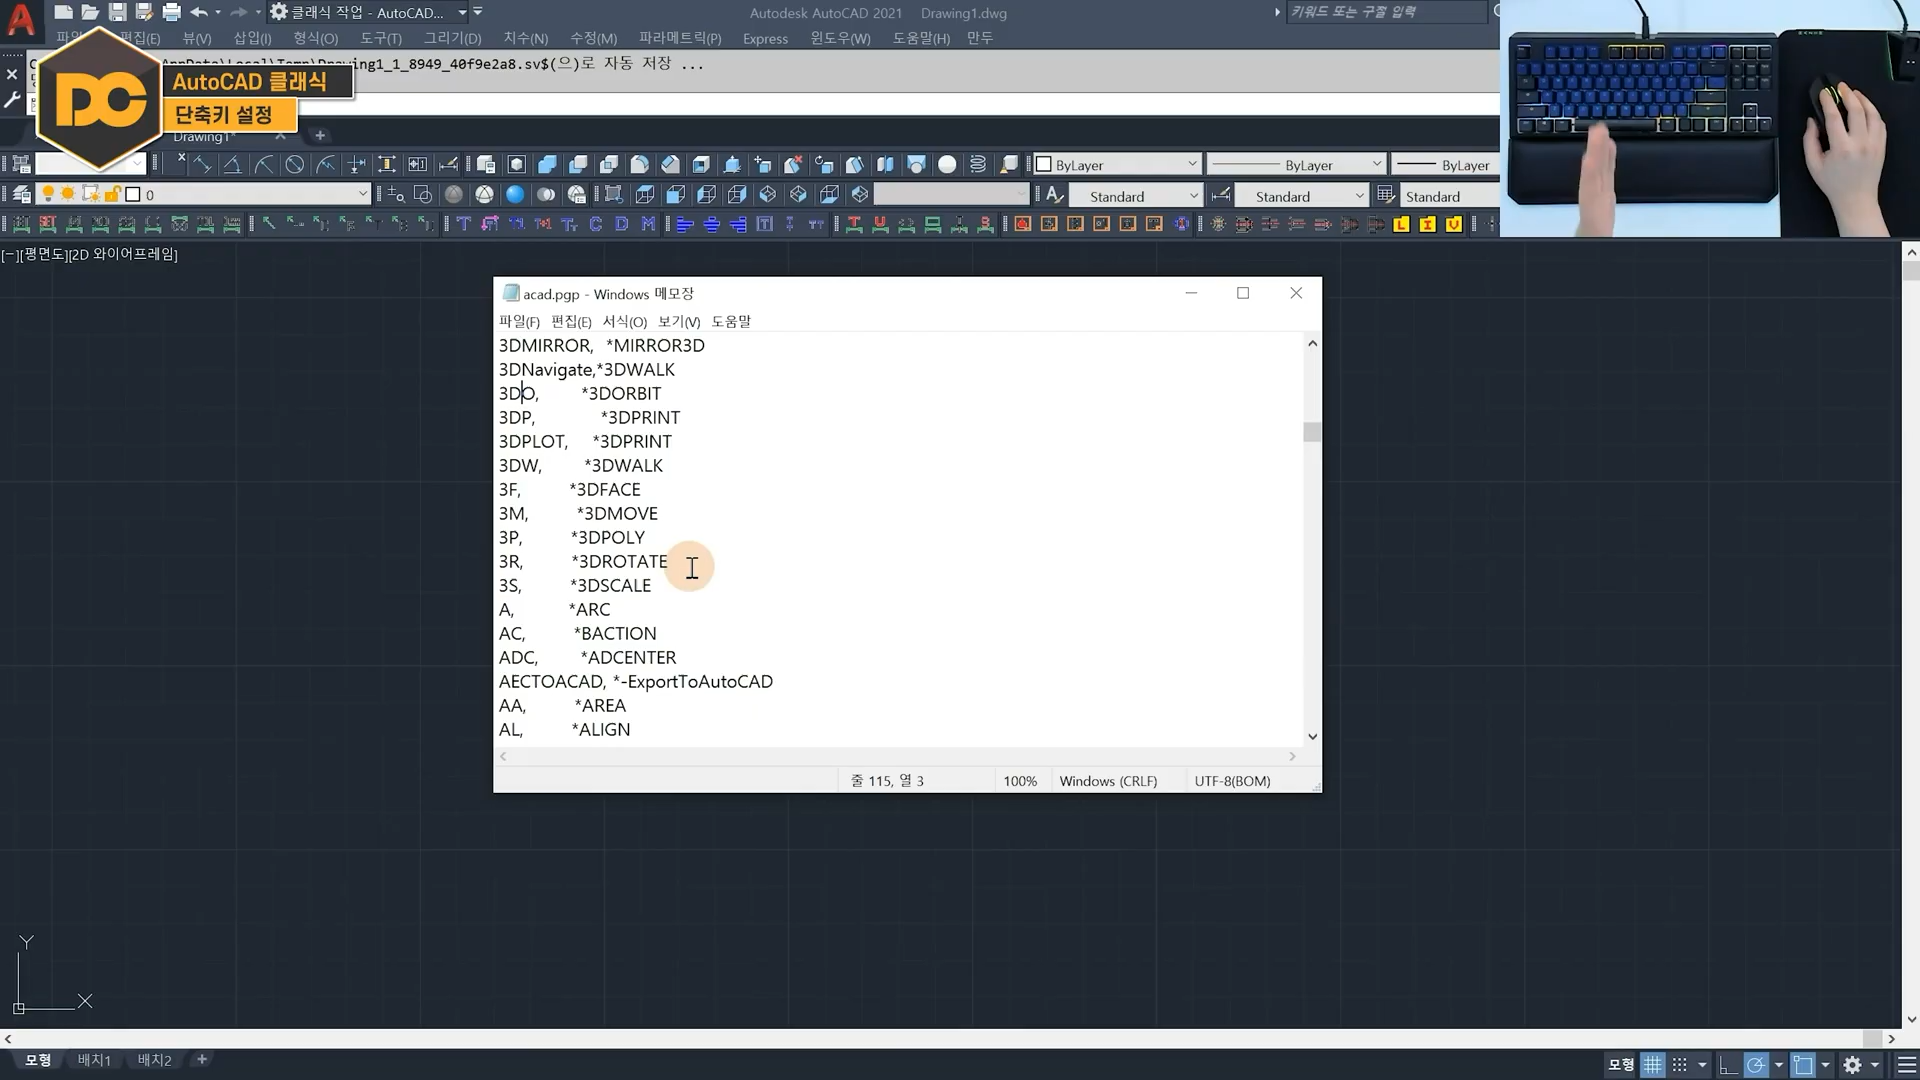 클래식 작업 - AutoCAD...
Autodesk AutoCAD 2021 Drawing1.dwg
키워드 또는 구절 입력
편집(E) 뷰(V) 삽입(I) 형식(O) 도구(T) 그리기(D) 치수(N) 수정(M) 파라메트릭(P) Express 윈도우(W) 도움말(H) 만두
AppData\Local\Temp\Drawing1_1_8949_40f9e2a8.sv$(으)로 자동 저장 ...
DC
AutoCAD 클래식
단축키 설정
Drawing1*
ByLayer ByLayer ByLayer
0 Standard Standard Standard
[−][평면도][2D 와이어프레임]
acad.pgp - Windows 메모장
파일(F) 편집(E) 서식(O) 보기(V) 도움말
3DMIRROR, *MIRROR3D
3DNavigate,*3DWALK
3DO, *3DORBIT
3DP, *3DPRINT
3DPLOT, *3DPRINT
3DW, *3DWALK
3F, *3DFACE
3M, *3DMOVE
3P, *3DPOLY
3R, *3DROTATE
3S, *3DSCALE
A, *ARC
AC, *BACTION
ADC, *ADCENTER
AECTOACAD, *-ExportToAutoCAD
AA, *AREA
AL, *ALIGN
줄 115, 열 3 100% Windows (CRLF) UTF-8(BOM)
Y
X
모형 배치1 배치2 +
모형